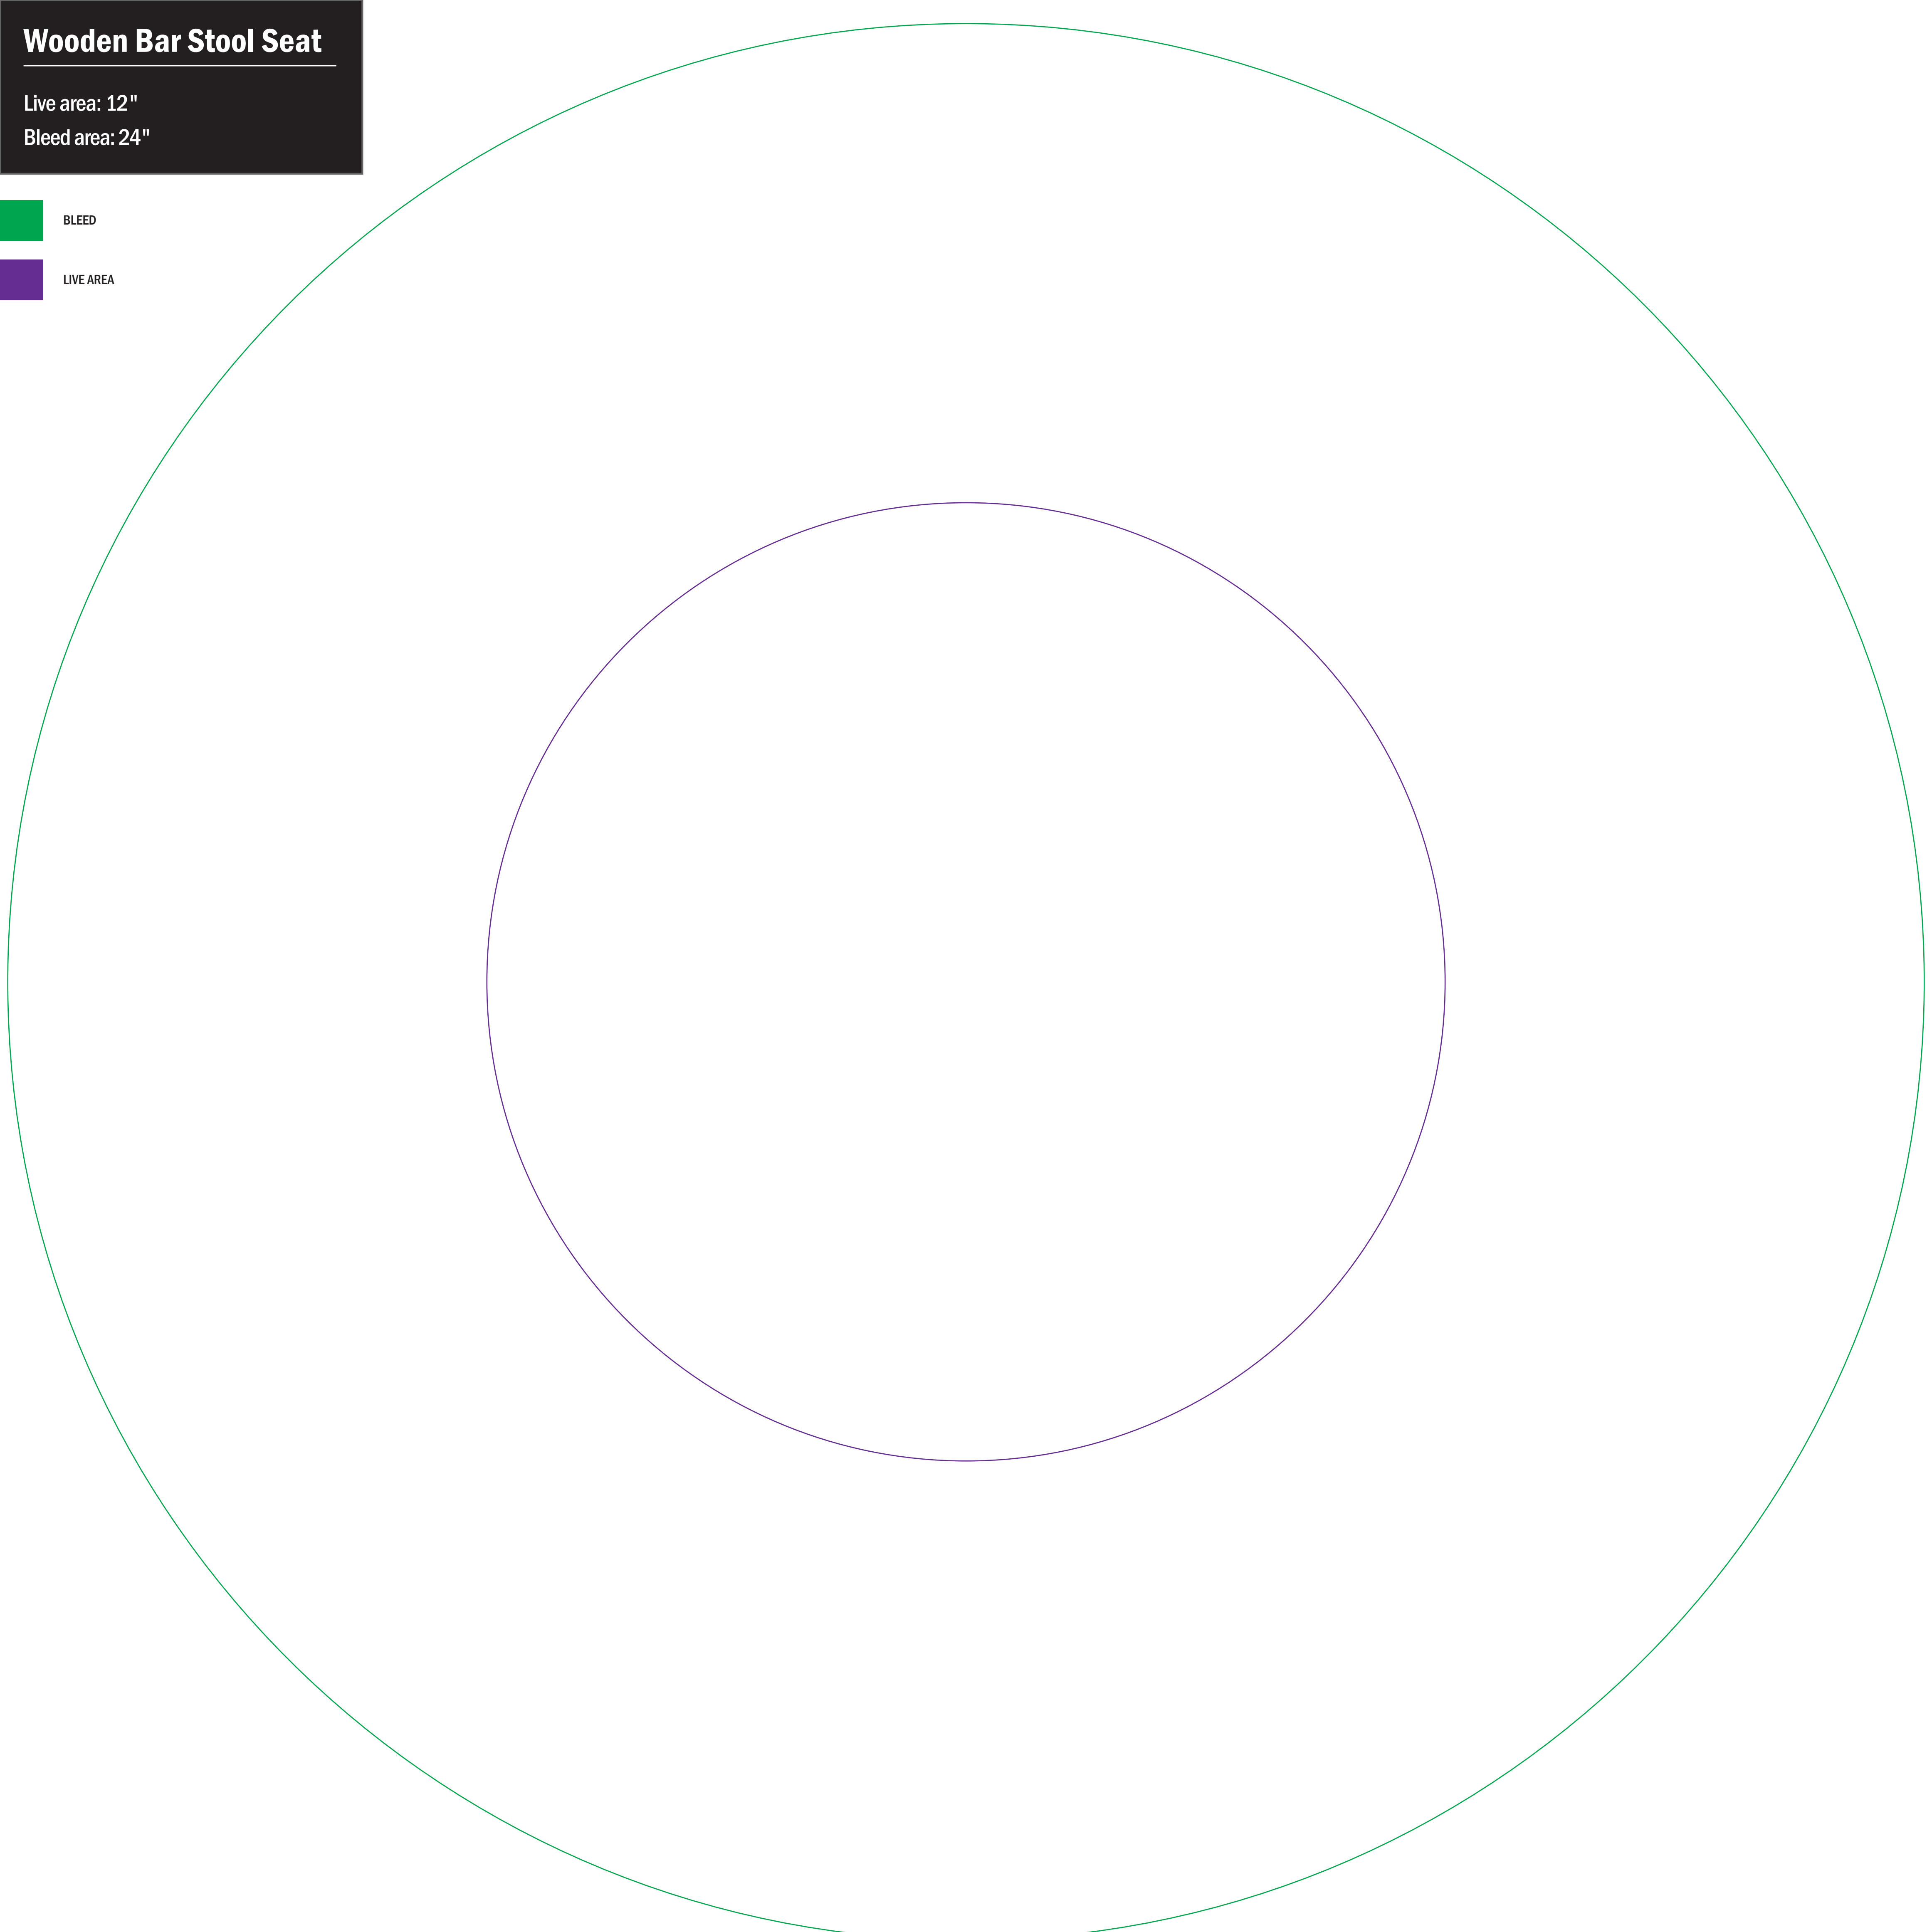 Wooden Bar Stool Seat
Live area: 12"
Bleed area: 24"
BLEED
LIVE AREA